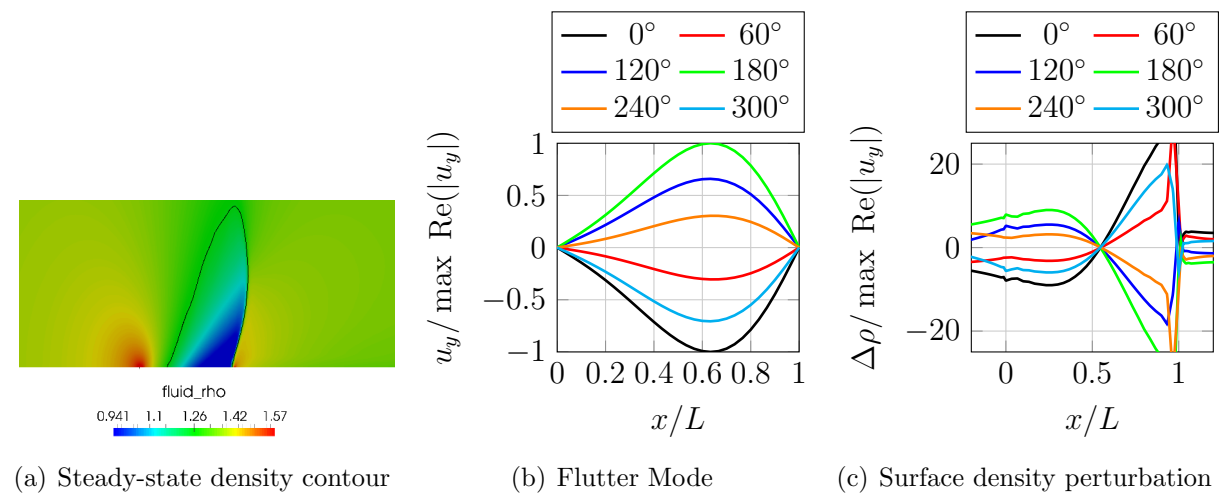 0° 60°
120° 180°
240° 300°
u_y/ max Re(|u_y|)
1
0.5
0
−0.5
−1
0 0.2 0.4 0.6 0.8 1
x/L
0° 60°
120° 180°
240° 300°
Δρ/ max Re(|u_y|)
20
0
−20
0 0.5 1
x/L
fluid_rho
0.941 1.1 1.26 1.42 1.57
(a) Steady-state density contour
(b) Flutter Mode
(c) Surface density perturbation